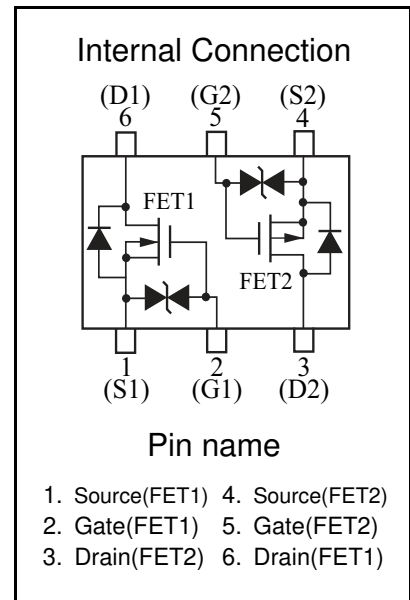 Internal Connection
(D1) (G2) (S2)
6 5 4
FET1
FET2
1 2 3
(S1) (G1) (D2)
Pin name
1. Source(FET1) 4. Source(FET2)
2. Gate(FET1) 5. Gate(FET2)
3. Drain(FET2) 6. Drain(FET1)